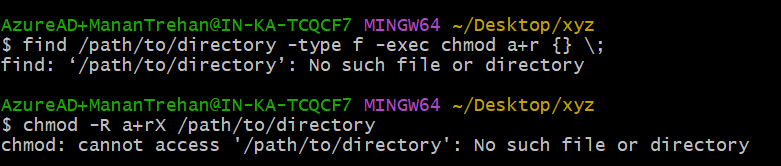 AzureAD+MananTrehan@IN-KA-TCQCF7 MINGW64 ~/Desktop/xyz
$ find /path/to/directory -type f -exec chmod a+r {} \;
find: ‘/path/to/directory’: No such file or directory
AzureAD+MananTrehan@IN-KA-TCQCF7 MINGW64 ~/Desktop/xyz
$ chmod -R a+rX /path/to/directory
chmod: cannot access '/path/to/directory': No such file or directory